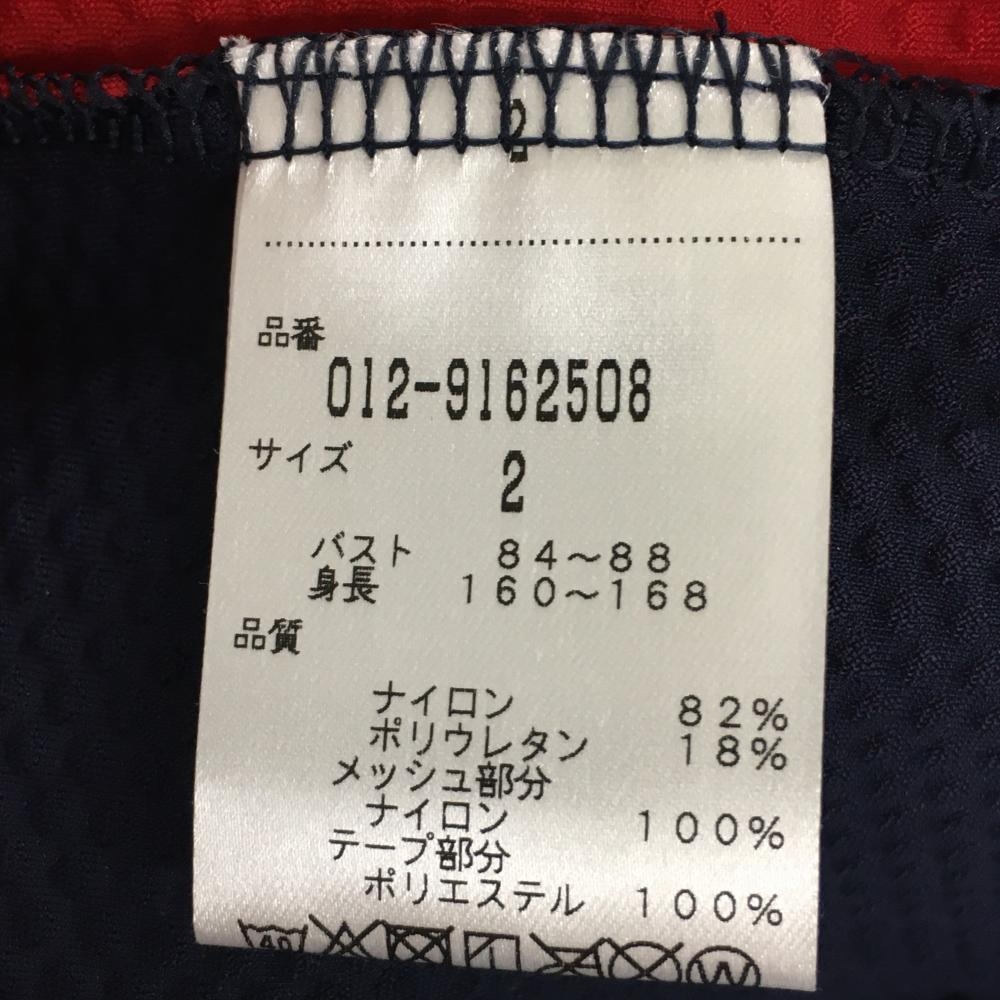 2
品番
012-9162508
サイズ 2
バスト 84～88
身長 160～168
品質
ナイロン 82%
ポリウレタン 18%
メッシュ部分
ナイロン 100%
テープ部分
ポリエステル 100%
40
W